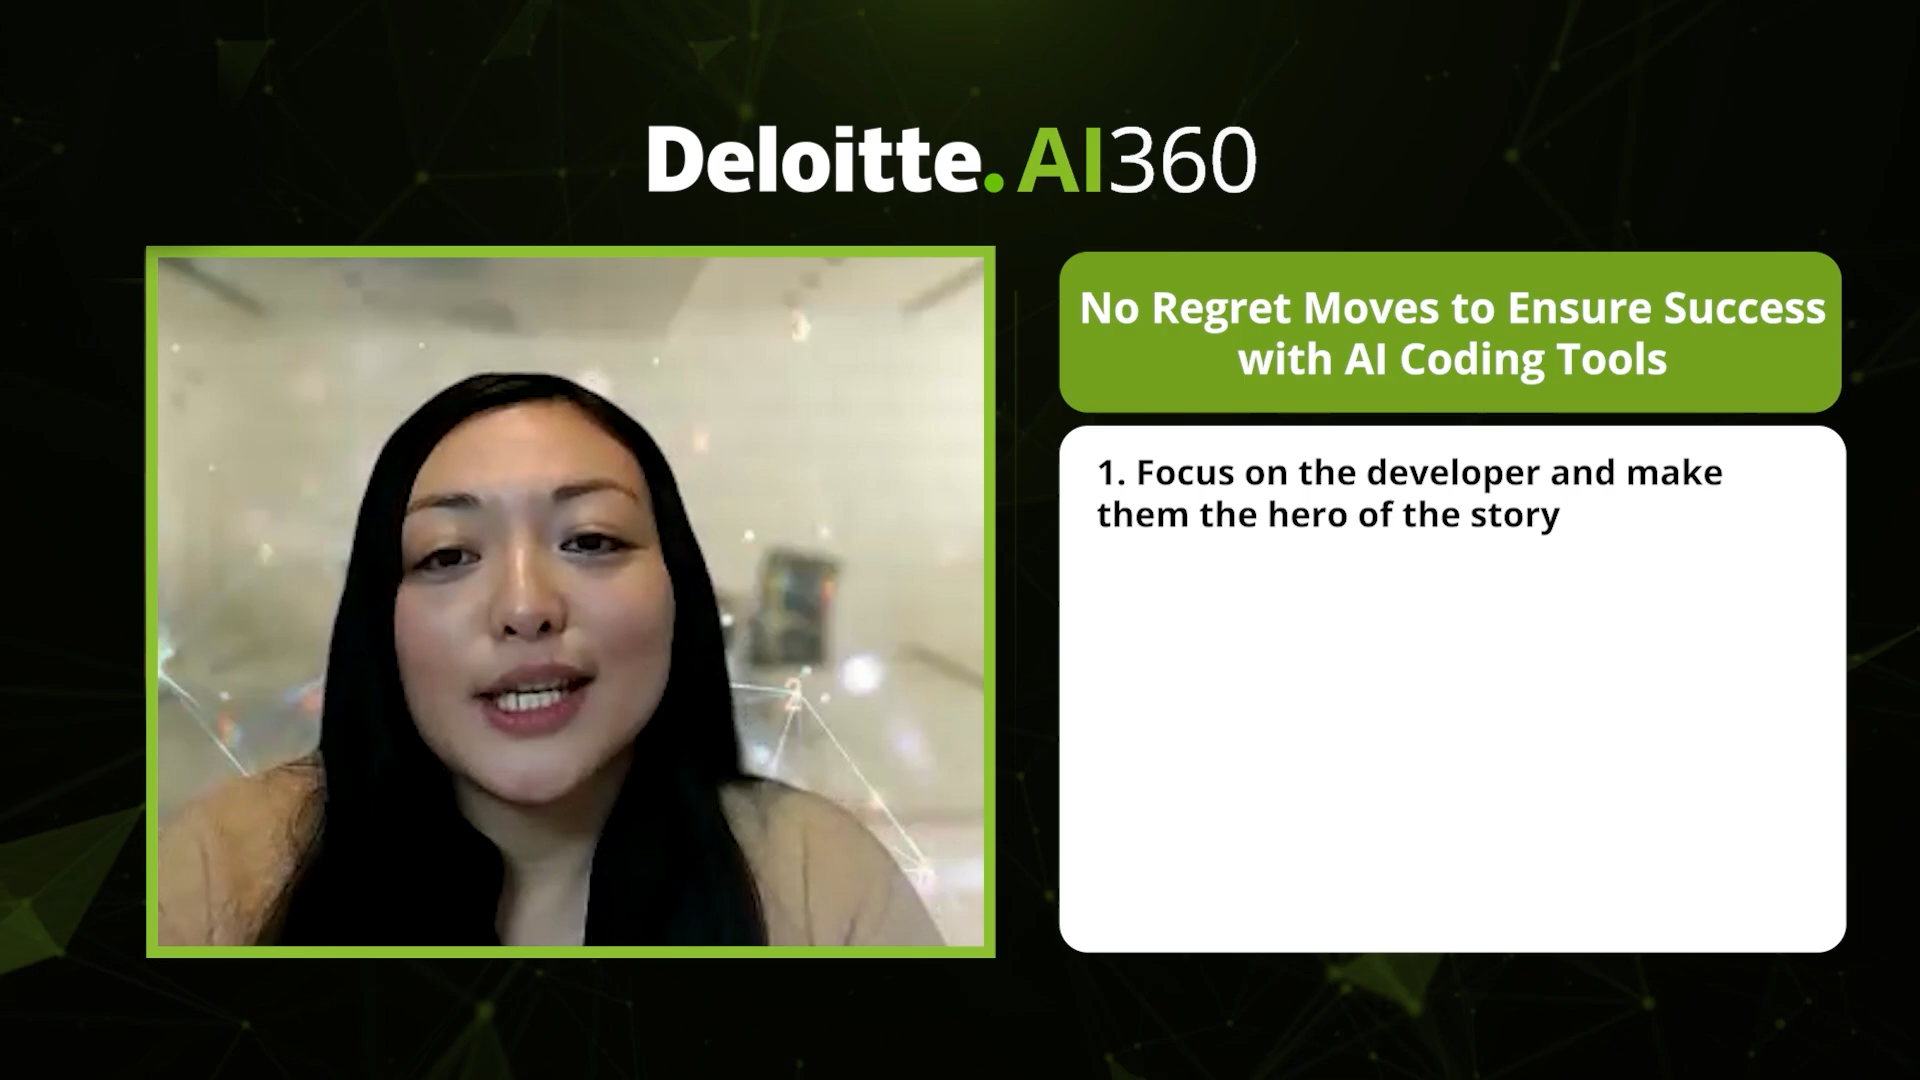 Deloitte. AI360
No Regret Moves to Ensure Success
with AI Coding Tools
1. Focus on the developer and make
them the hero of the story
2